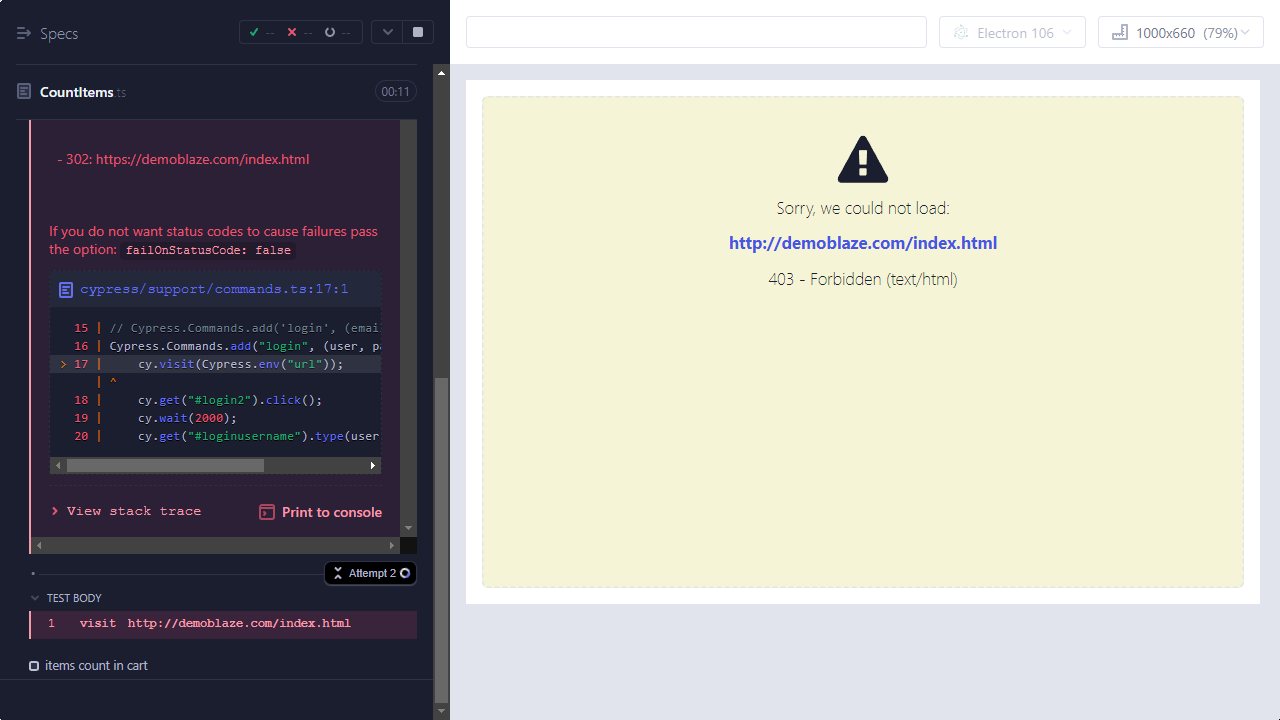 Specs
--
--
--
Electron 106
1000x660 (79%)
CountItems ts
00:11
- 302: https://demoblaze.com/index.html
If you do not want status codes to cause failures pass
the option: failOnStatusCode: false
cypress/support/commands.ts:17:1
15 | // Cypress.Commands.add('login', (emai
16 | Cypress.Commands.add("login", (user, pa
> 17 |     cy.visit(Cypress.env("url"));
| ^
18 |     cy.get("#login2").click();
19 |     cy.wait(2000);
20 |     cy.get("#loginusername").type(user
View stack trace
Print to console
Attempt 2
TEST BODY
1 visit http://demoblaze.com/index.html
items count in cart
Sorry, we could not load:
http://demoblaze.com/index.html
403 - Forbidden (text/html)